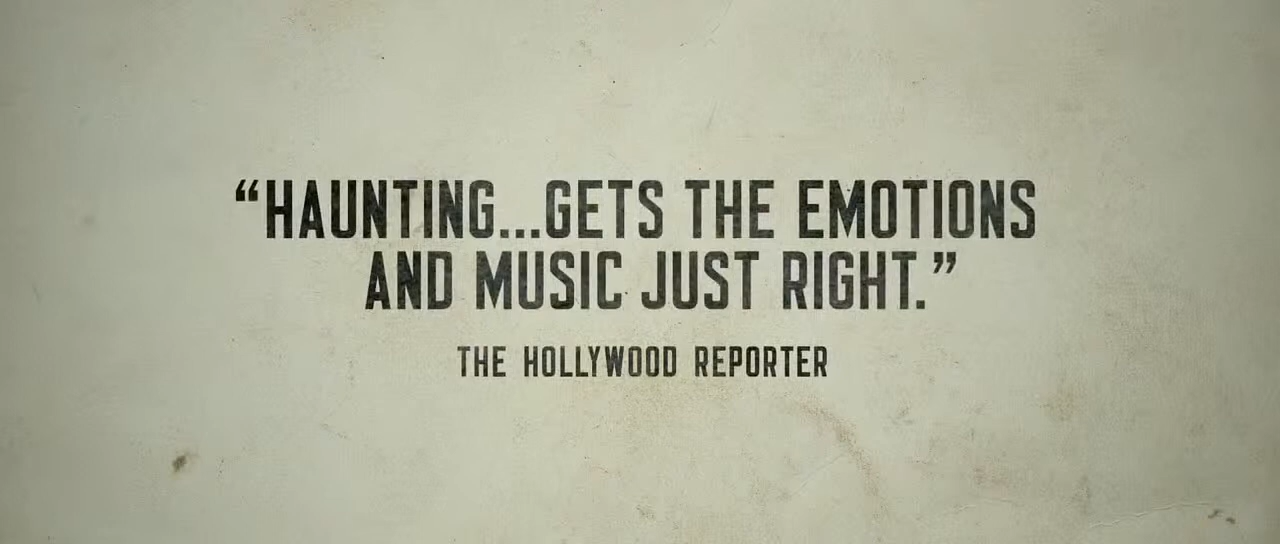 “HAUNTING...GETS THE EMOTIONS
AND MUSIC JUST RIGHT.”
THE HOLLYWOOD REPORTER